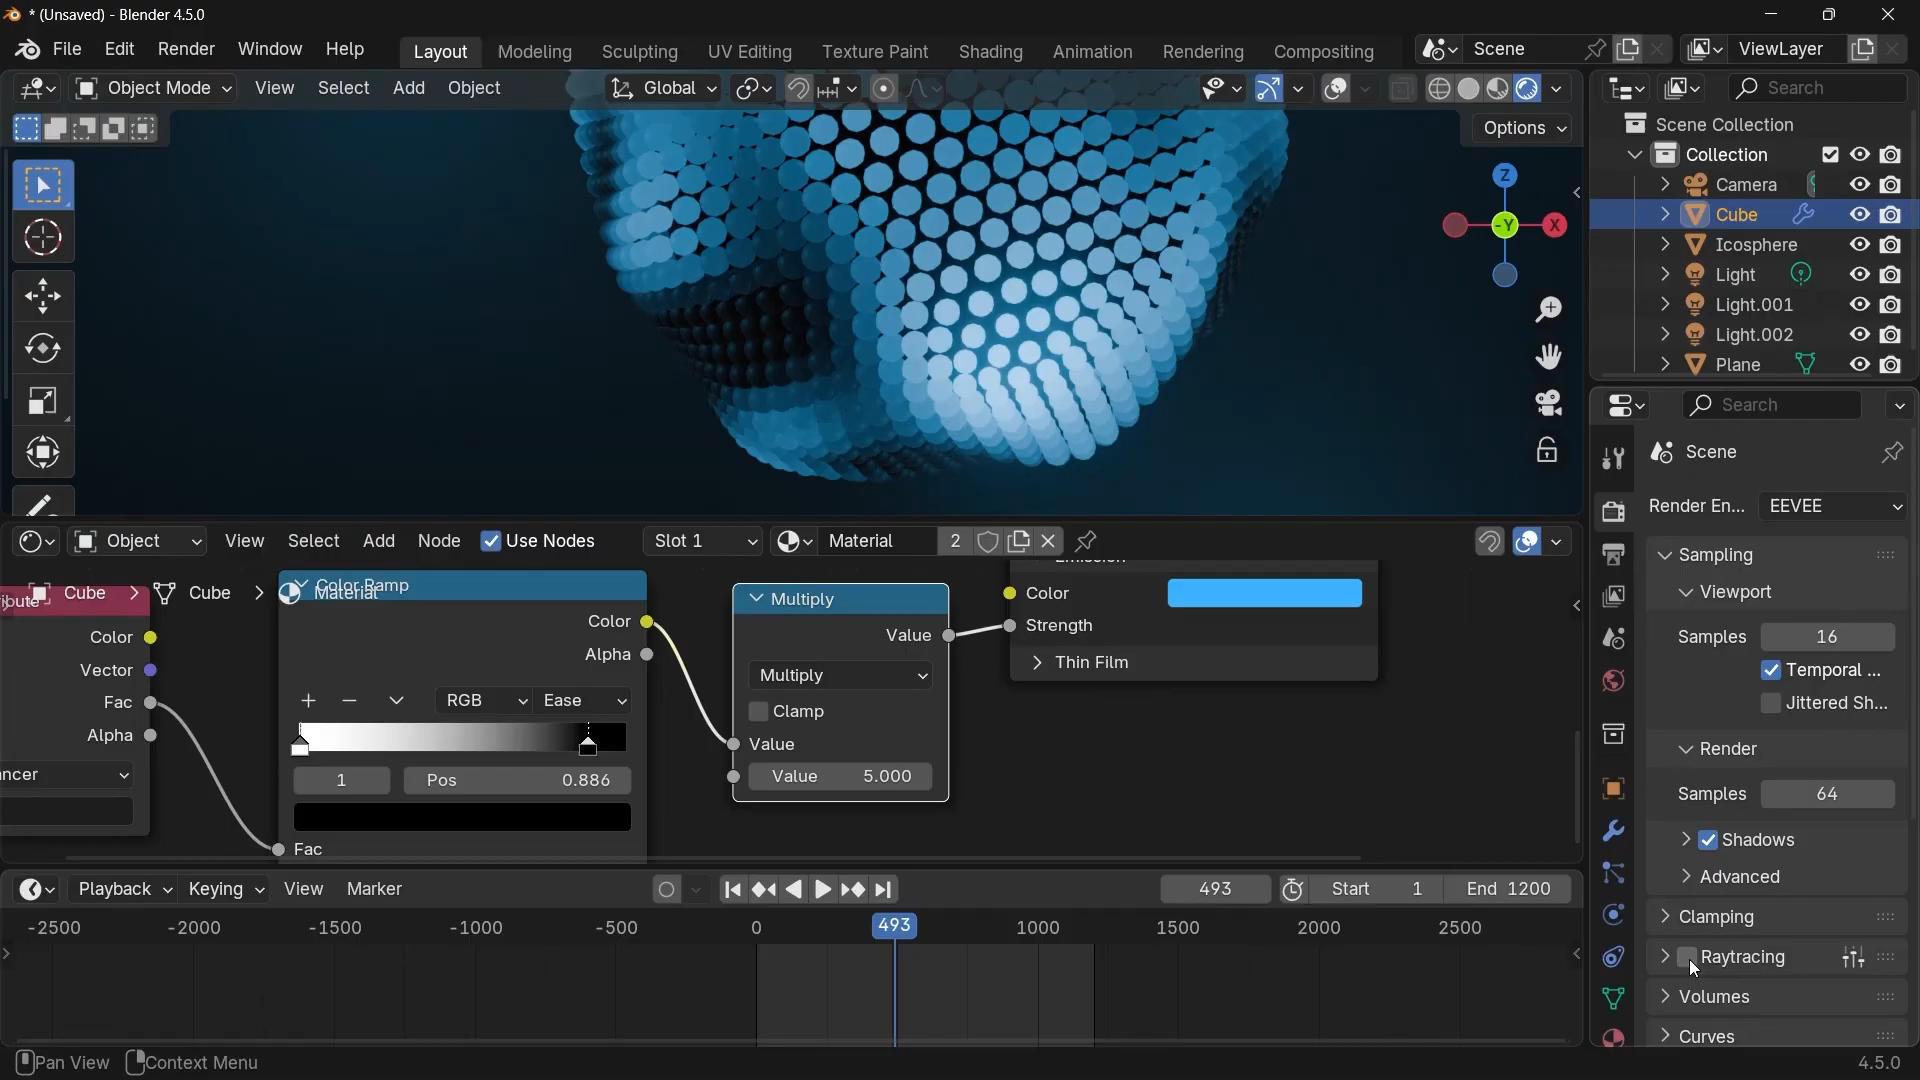 * (Unsaved) - Blender 4.5.0
File Edit Render Window Help Layout Modeling Sculpting UV Editing Texture Paint Shading Animation Rendering Compositing Scene ViewLayer
Object Mode View Select Add Object Global Search
Options
Z
-Y X
Scene Collection
Collection
Camera
Cube
Icosphere
Light
Light.001
Light.002
Plane
Search
Scene
Render En... EEVEE
Sampling
Viewport
Samples 16
Temporal ...
Jittered Sh...
Render
Samples 64
Shadows
Advanced
Clamping
Raytracing
Volumes
Curves
Object View Select Add Node Use Nodes Slot 1 Material 2
Cube Cube Material
Color Ramp
Color
Alpha
RGB Ease
1 Pos 0.886
Fac
Color
Vector
Fac
Alpha
ncer
Multiply
Value
Multiply
Clamp
Value
Value 5.000
Color
Strength
Thin Film
Playback Keying View Marker 493 Start 1 End 1200
-2500 -2000 -1500 -1000 -500 0 493 1000 1500 2000 2500
Pan View Context Menu 4.5.0